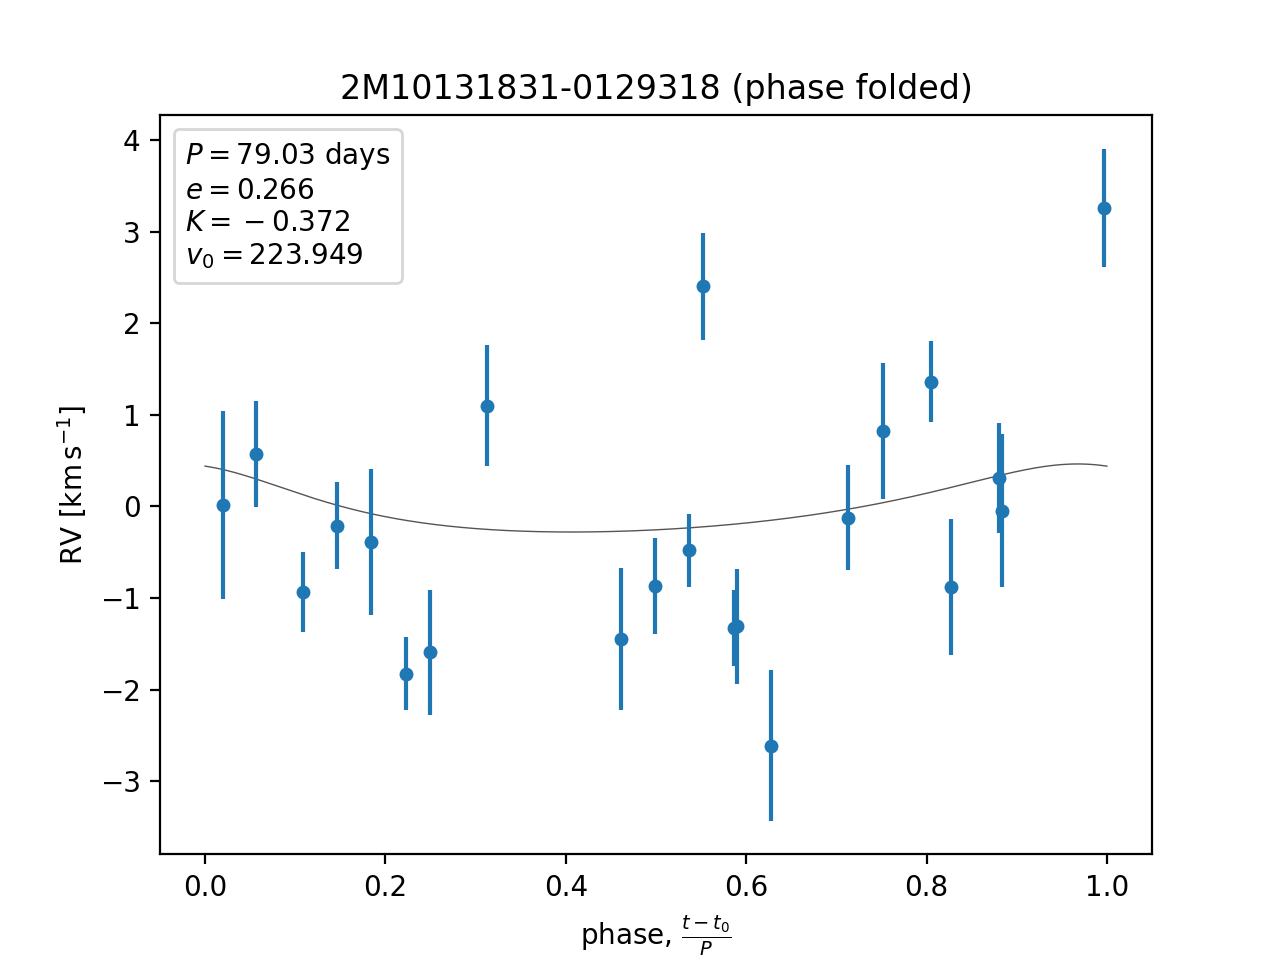 2M10131831-0129318 (phase folded)
P = 79.03 days
e = 0.266
K = −0.372
v₀ = 223.949
4
3
2
1
0
−1
−2
−3
RV [km s⁻¹]
0.0 0.2 0.4 0.6 0.8 1.0
phase, (t − t₀)/P